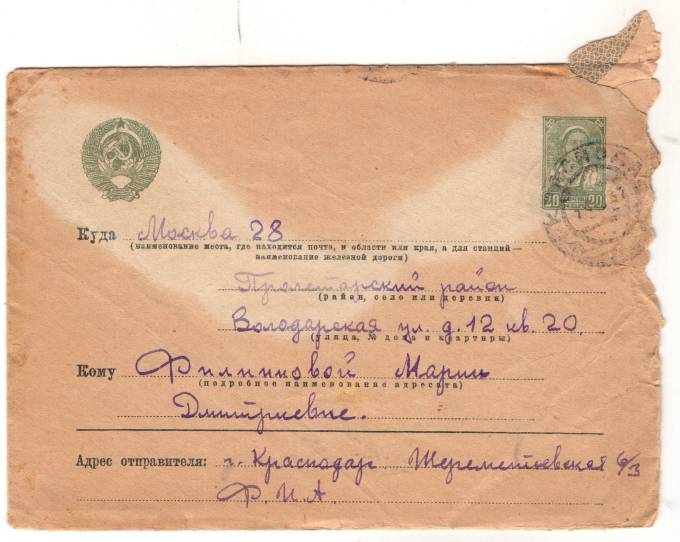 20 20
Куда Москва 28
(наименование места, где находится почта, и области или края, а для станций —
наименование железной дороги)
Пролетарский район
(район, село или деревня)
Володарская ул. д. 12 кв. 20.
(улица, № дома и квартиры)
Кому Филипповой Марии
(подробное наименование адресата)
Дмитриевне.
Адрес отправителя: г. Краснодар Шереметьевская
Ф. И. А.